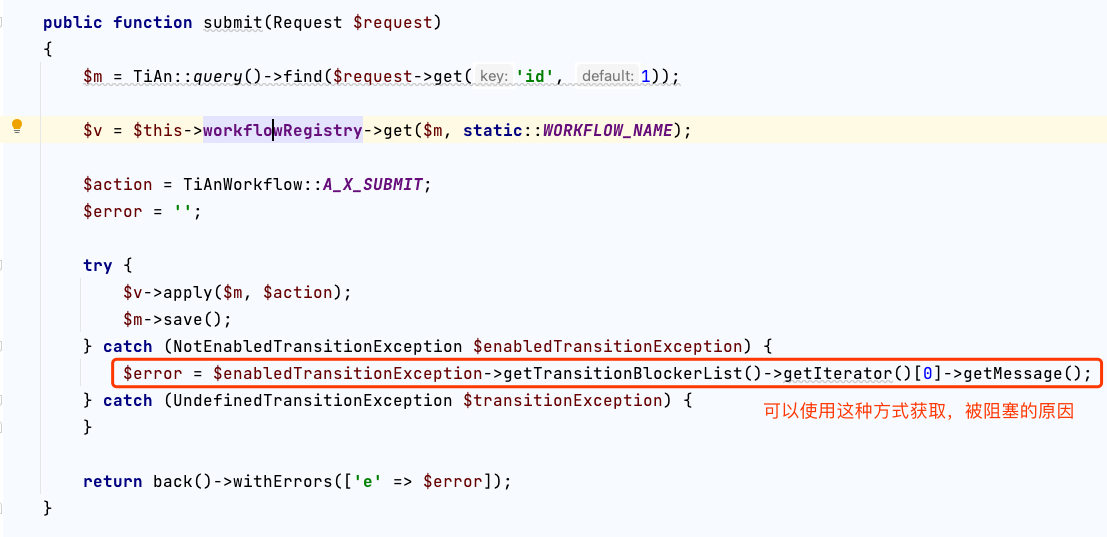 public function submit(Request $request)
{
    $m = TiAn::query()->find($request->get( key: 'id', default: 1));
    $v = $this->workflowRegistry->get($m, static::WORKFLOW_NAME);
    $action = TiAnWorkflow::A_X_SUBMIT;
    $error = '';
    try {
        $v->apply($m, $action);
        $m->save();
    } catch (NotEnabledTransitionException $enabledTransitionException) {
        $error = $enabledTransitionException->getTransitionBlockerList()->getIterator()[0]->getMessage();
    } catch (UndefinedTransitionException $transitionException) {
可以使用这种方式获取，被阻塞的原因
    }
    return back()->withErrors(['e' => $error]);
}